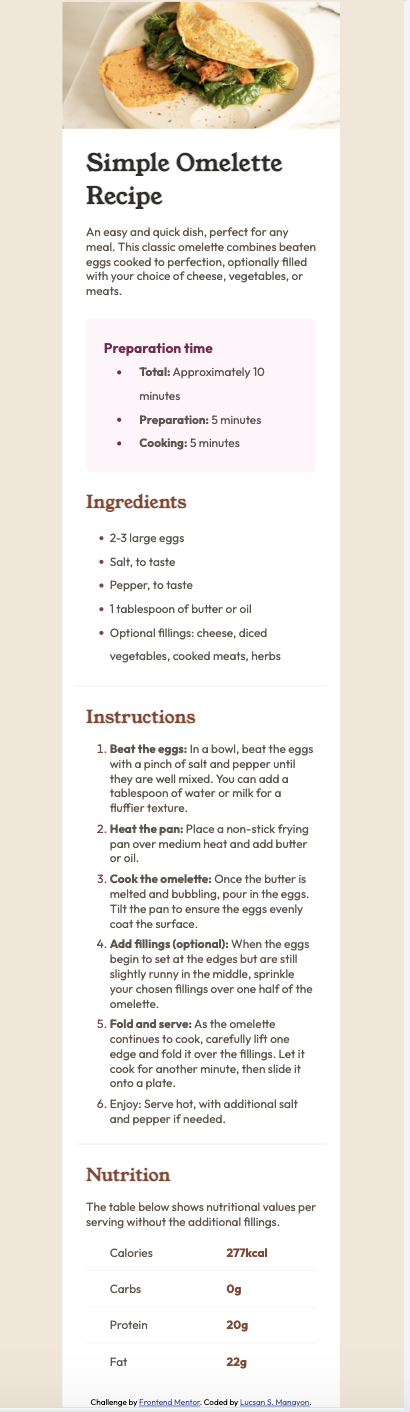 Simple Omelette
Recipe
An easy and quick dish, perfect for any
meal. This classic omelette combines beaten
eggs cooked to perfection, optionally filled
with your choice of cheese, vegetables, or
meats.
Preparation time
• Total: Approximately 10
minutes
• Preparation: 5 minutes
• Cooking: 5 minutes
Ingredients
• 2-3 large eggs
• Salt, to taste
• Pepper, to taste
• 1 tablespoon of butter or oil
• Optional fillings: cheese, diced
vegetables, cooked meats, herbs
Instructions
1. Beat the eggs: In a bowl, beat the eggs
with a pinch of salt and pepper until
they are well mixed. You can add a
tablespoon of water or milk for a
fluffier texture.
2. Heat the pan: Place a non-stick frying
pan over medium heat and add butter
or oil.
3. Cook the omelette: Once the butter is
melted and bubbling, pour in the eggs.
Tilt the pan to ensure the eggs evenly
coat the surface.
4. Add fillings (optional): When the eggs
begin to set at the edges but are still
slightly runny in the middle, sprinkle
your chosen fillings over one half of the
omelette.
5. Fold and serve: As the omelette
continues to cook, carefully lift one
edge and fold it over the fillings. Let it
cook for another minute, then slide it
onto a plate.
6. Enjoy: Serve hot, with additional salt
and pepper if needed.
Nutrition
The table below shows nutritional values per
serving without the additional fillings.
Calories 277kcal
Carbs 0g
Protein 20g
Fat 22g
Challenge by Frontend Mentor. Coded by Lucsan S. Manayon.